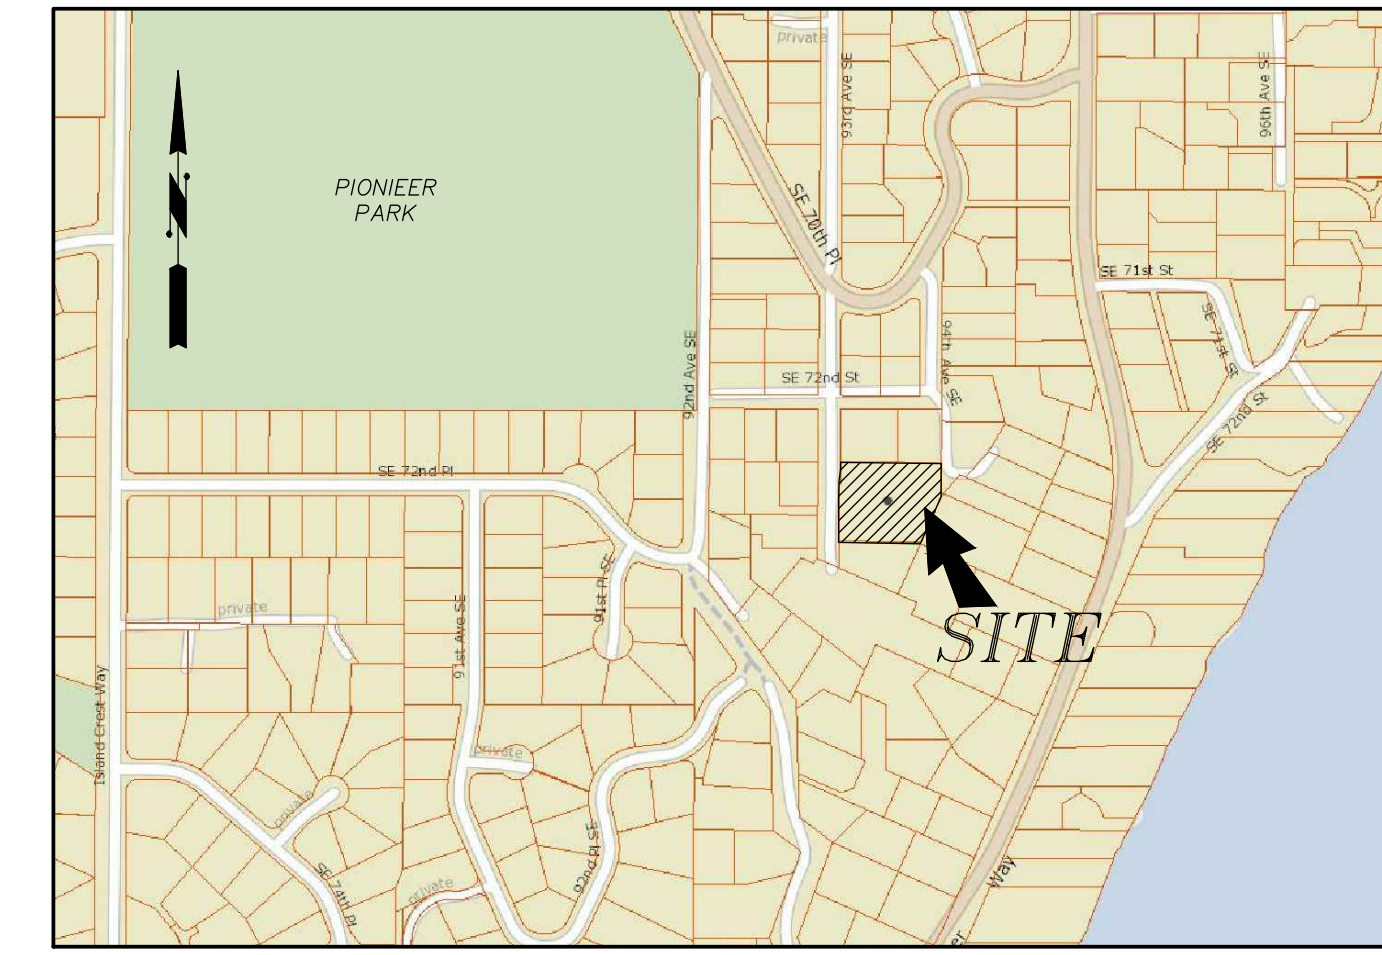 private
93rd Ave SE
96th Ave SE
PIONIEER
PARK
N
SE 70th Pl
SE 71st St
SE 71st St
92nd Ave SE
94th Ave SE
SE 72nd St
SE 72nd St
SE 72nd Pl
91st Pl SE
SITE
private
91st Ave SE
Island Crest Way
private
private
92nd Pl SE
SE 74th Pl
private
Way
er